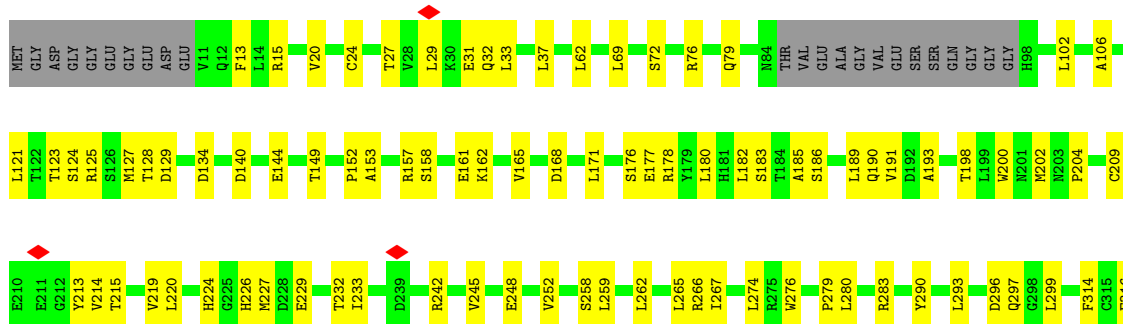 MET GLY ASP GLY GLY GLU GLU GLY GLU ASP GLU V11 Q12 F13 L14 R15 V20 C24 T27 V28 L29 K30 E31 Q32 L33 L37 L62 L69 S72 R76 Q79 N84 THR VAL GLU ALA GLY VAL GLU SER SER GLN GLY GLY GLY H98 L102 A106
L121 T122 T123 S124 R125 S126 M127 T128 D129 D134 D140 E144 T149 P152 A153 R157 S158 E161 K162 V165 D168 L171 S176 E177 R178 Y179 L180 H181 L182 S183 T184 A185 S186 L189 Q190 V191 D192 A193 T198 L199 W200 N201 M202 N203 P204 C209
E210 E211 G212 Y213 V214 T215 V219 L220 H224 G225 H226 M227 D228 E229 T232 I233 D239 R242 V245 E248 V252 S258 L259 L262 L265 R266 I267 L274 R275 W276 P279 L280 R283 Y290 L293 D296 Q297 G298 L299 F314 C315